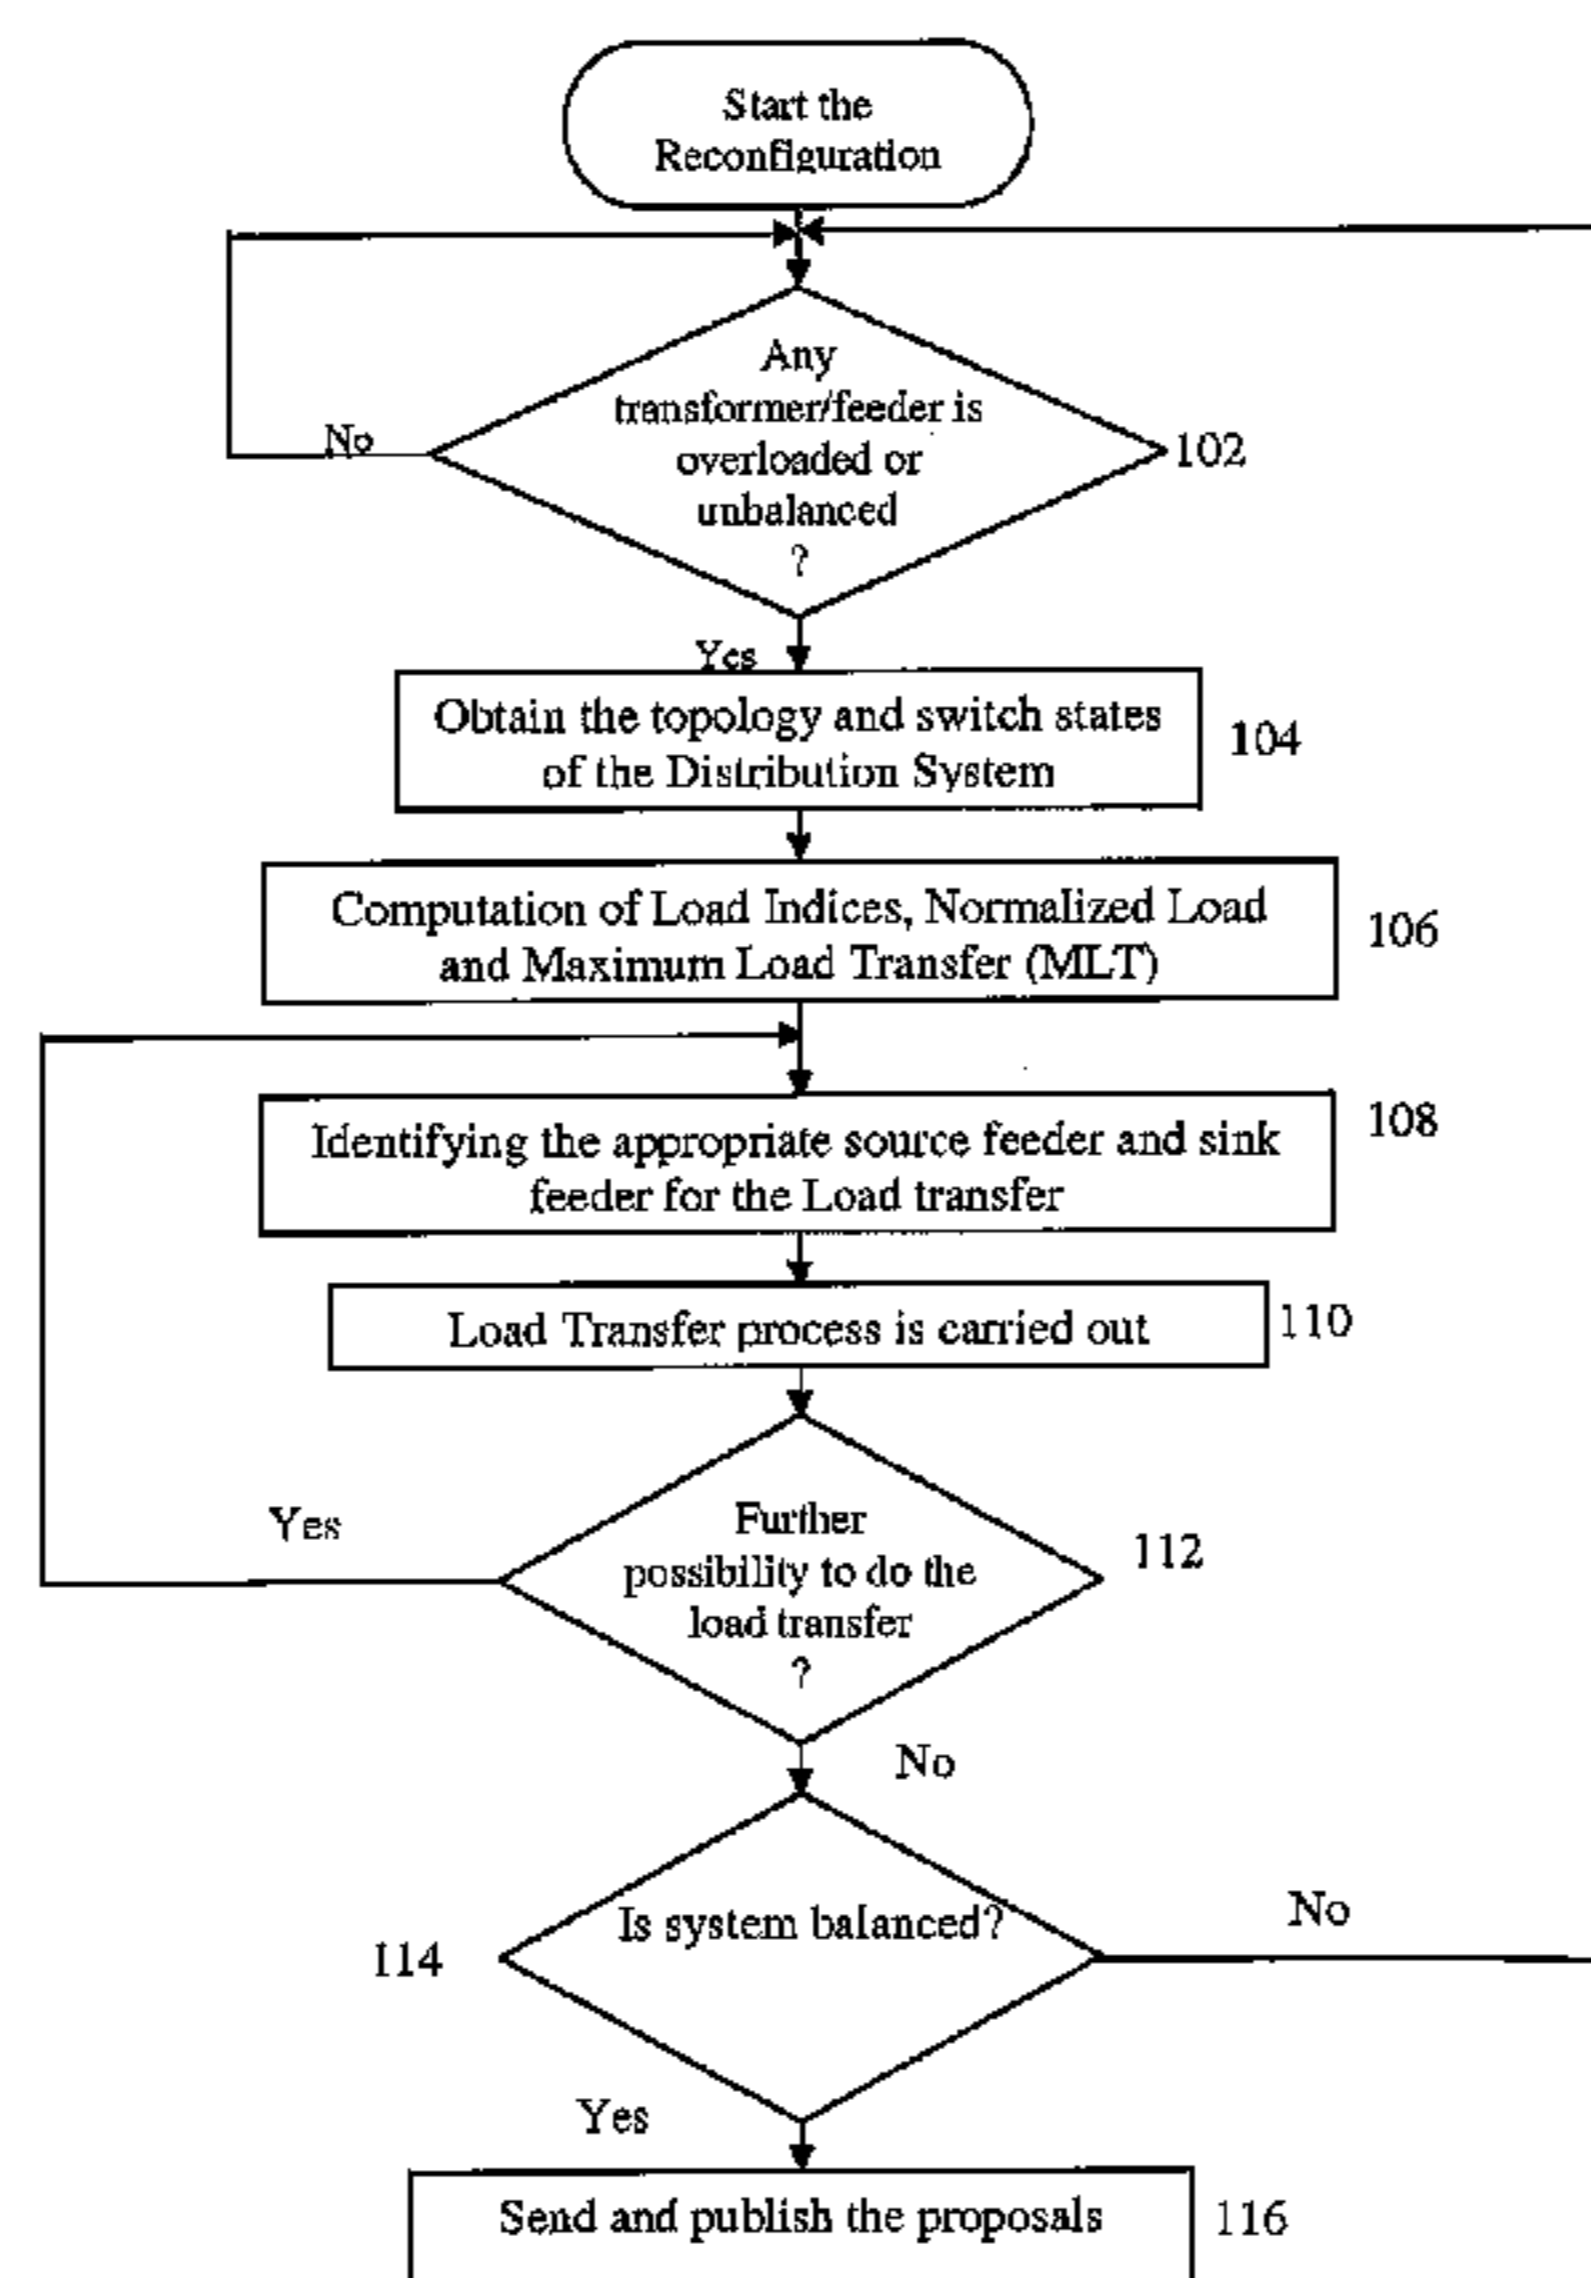 Start the
Reconfiguration
Any
transformer/feeder is
overloaded or
unbalanced
?
No
102
Yes
Obtain the topology and switch states
of the Distribution System
104
Computation of Load Indices, Normalized Load
and Maximum Load Transfer (MLT)
106
Identifying the appropriate source feeder and sink
feeder for the Load transfer
108
Load Transfer process is carried out
110
Further
possibility to do the
load transfer
?
Yes
112
No
Is system balanced?
No
114
Yes
Send and publish the proposals
116